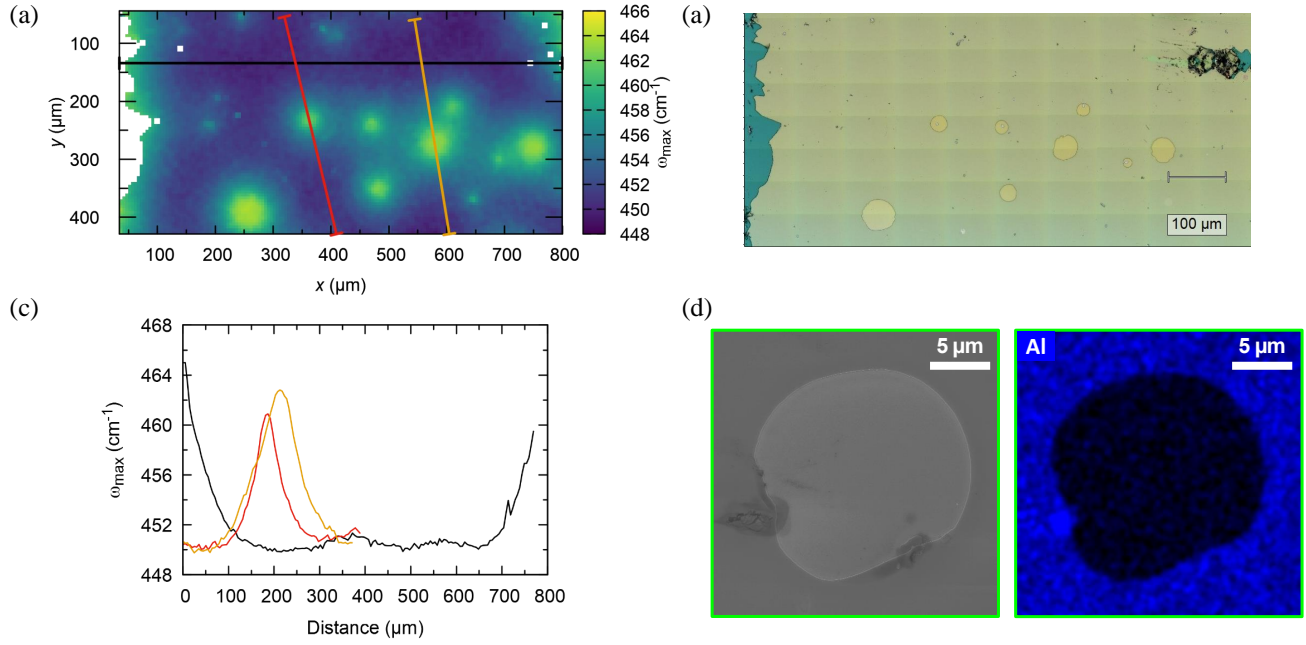 (a)
466
464
462
460
458
456
454
452
450
448
ω_max (cm⁻¹)
100
200
300
400
y (µm)
100 200 300 400 500 600 700 800
x (µm)
(a)
100 µm
(c)
468
464
460
456
452
448
ω_max (cm⁻¹)
0 100 200 300 400 500 600 700 800
Distance (µm)
(d)
5 µm
Al
5 µm